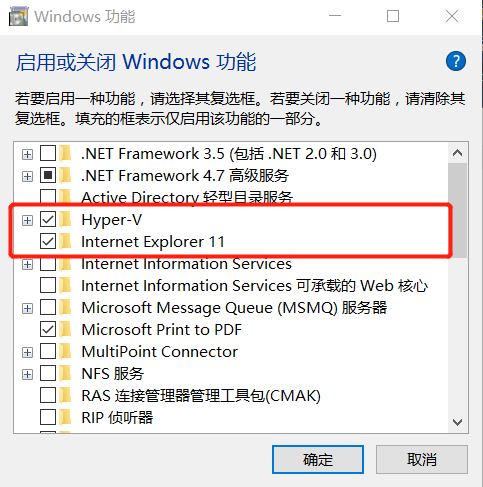 Windows 功能
启用或关闭 Windows 功能
?
若要启用一种功能，请选择其复选框。若要关闭一种功能，请清除其
复选框。填充的框表示仅启用该功能的一部分。
.NET Framework 3.5 (包括 .NET 2.0 和 3.0)
.NET Framework 4.7 高级服务
Active Directory 轻型目录服务
Hyper-V
Internet Explorer 11
Internet Information Services
Internet Information Services 可承载的 Web 核心
Microsoft Message Queue (MSMQ) 服务器
Microsoft Print to PDF
MultiPoint Connector
NFS 服务
RAS 连接管理器管理工具包(CMAK)
RIP 侦听器
确定
取消